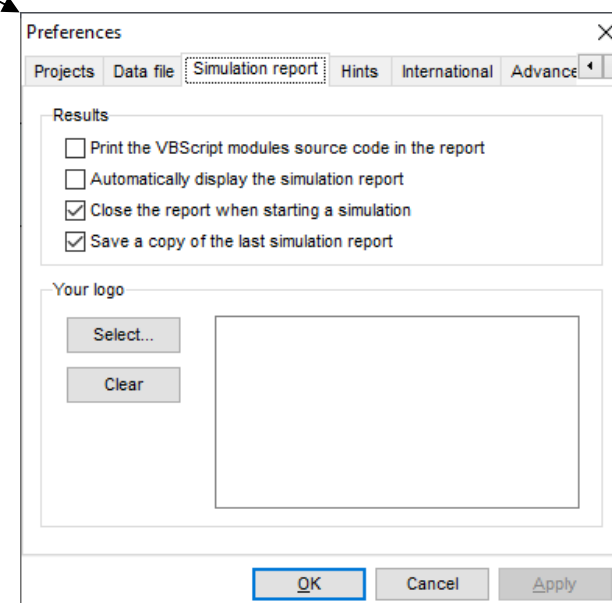 Preferences
Projects Data file Simulation report Hints International Advance
Results
Print the VBScript modules source code in the report
Automatically display the simulation report
Close the report when starting a simulation
Save a copy of the last simulation report
Your logo
Select...
Clear
OK Cancel Apply